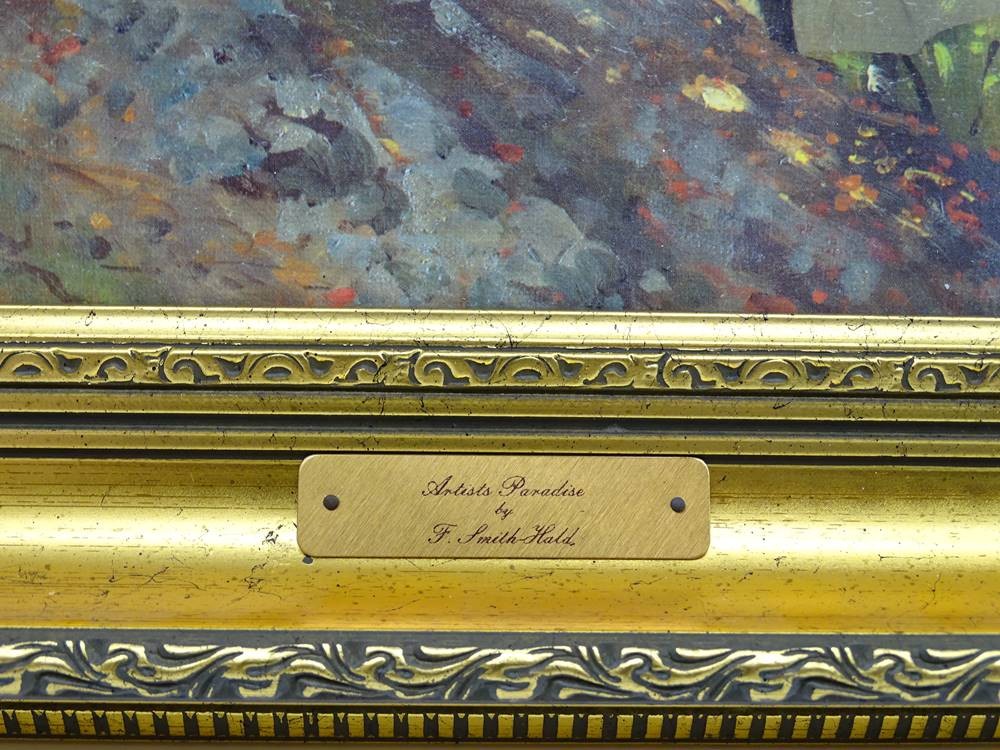 Artists Paradise
by
F. Smith-Hald.